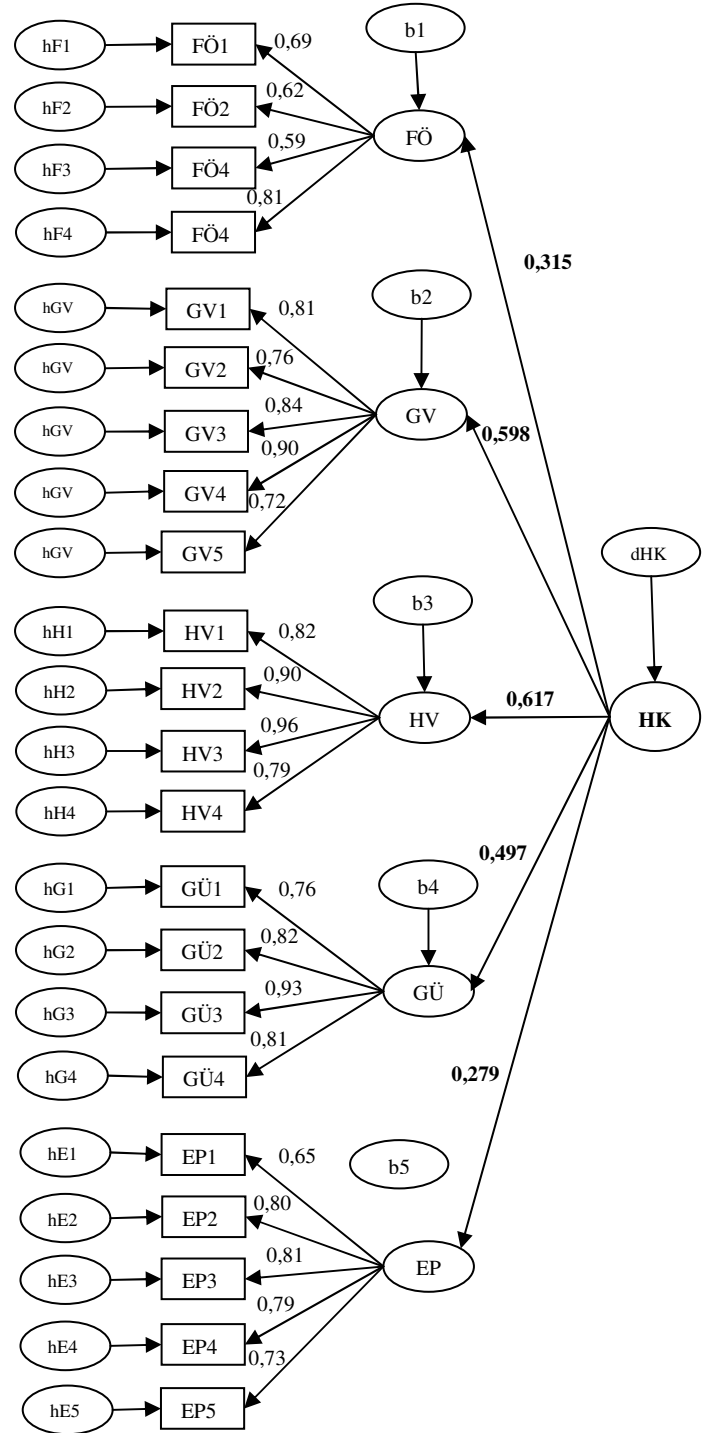 b1
hF1 FÖ1 0,69
hF2 FÖ2 0,62
FÖ
hF3 FÖ4 0,59
hF4 FÖ4 0,81
0,315
b2
hGV GV1 0,81
hGV GV2 0,76
GV
hGV GV3 0,84
0,598
hGV GV4 0,90
hGV GV5 0,72
dHK
b3
hH1 HV1 0,82
hH2 HV2 0,90
HV
0,617
HK
hH3 HV3 0,96
hH4 HV4 0,79
0,497
b4
hG1 GÜ1 0,76
hG2 GÜ2 0,82
GÜ
hG3 GÜ3 0,93
hG4 GÜ4 0,81
0,279
b5
hE1 EP1 0,65
hE2 EP2 0,80
EP
hE3 EP3 0,81
hE4 EP4 0,79
hE5 EP5 0,73